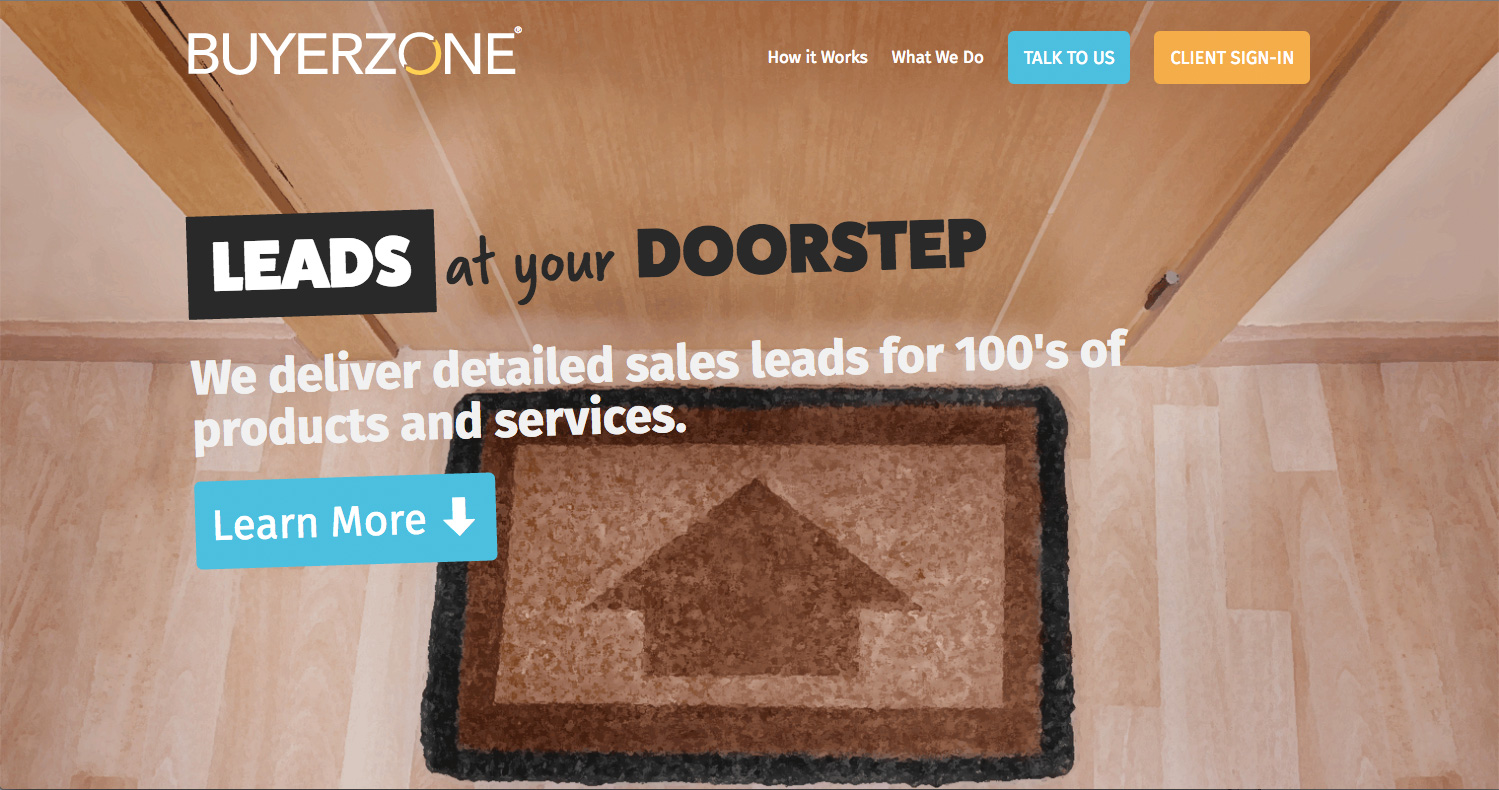 BUYERZONE®
How it Works What We Do TALK TO US CLIENT SIGN-IN
LEADS at your DOORSTEP
We deliver detailed sales leads for 100's of
products and services.
Learn More